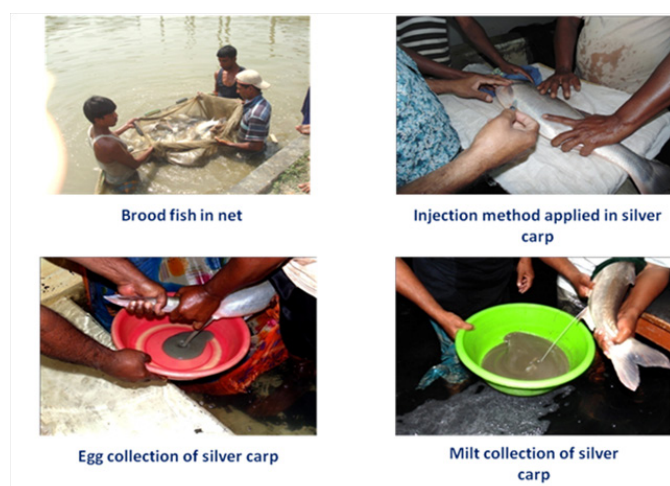 Brood fish in net
Injection method applied in silver
carp
Egg collection of silver carp
Milt collection of silver
carp